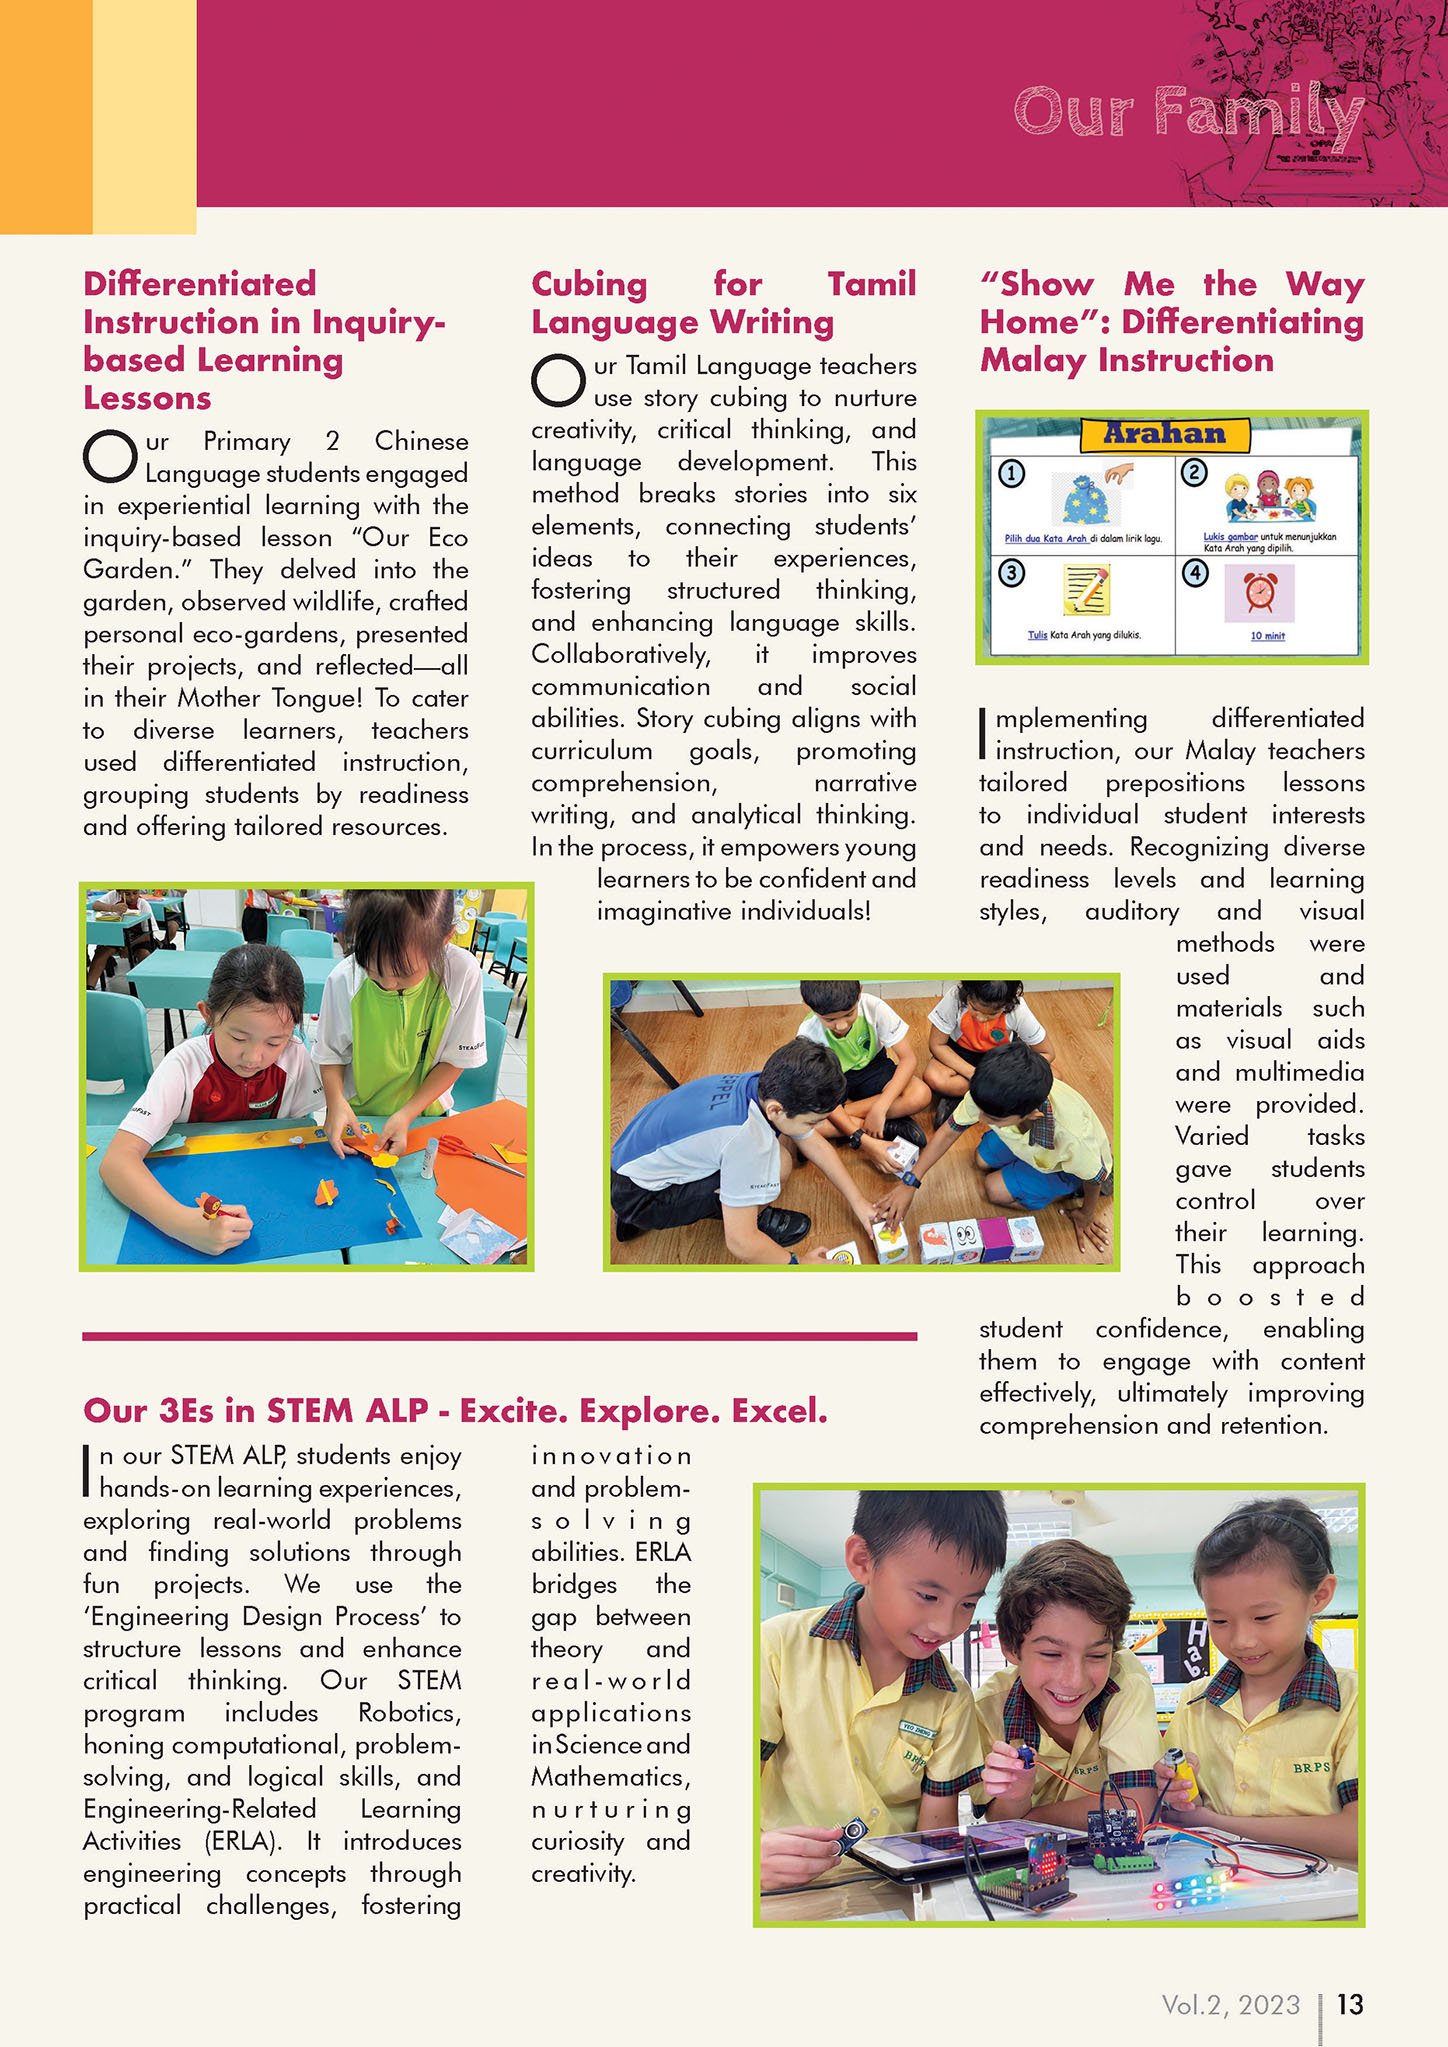 Our Family
Differentiated
Instruction in Inquiry-
based Learning
Lessons
Our Primary 2 Chinese
Language students engaged
in experiential learning with the
inquiry-based lesson “Our Eco
Garden.” They delved into the
garden, observed wildlife, crafted
personal eco-gardens, presented
their projects, and reflected—all
in their Mother Tongue! To cater
to diverse learners, teachers
used differentiated instruction,
grouping students by readiness
and offering tailored resources.
STEADFAST
Cubing for Tamil
Language Writing
Our Tamil Language teachers
use story cubing to nurture
creativity, critical thinking, and
language development. This
method breaks stories into six
elements, connecting students’
ideas to their experiences,
fostering structured thinking,
and enhancing language skills.
Collaboratively, it improves
communication and social
abilities. Story cubing aligns with
curriculum goals, promoting
comprehension, narrative
writing, and analytical thinking.
In the process, it empowers young
learners to be confident and
imaginative individuals!
EPPEL
STEADFAST
“Show Me the Way
Home”: Differentiating
Malay Instruction
Arahan
1
Pilih dua Kata Arah di dalam lirik lagu.
2
Lukis gambar untuk menunjukkan
Kata Arah yang dipilih.
3
Tulis Kata Arah yang dilukis.
4
10 minit
Implementing differentiated
instruction, our Malay teachers
tailored prepositions lessons
to individual student interests
and needs. Recognizing diverse
readiness levels and learning
styles, auditory and visual
methods were
used and
materials such
as visual aids
and multimedia
were provided.
Varied tasks
gave students
control over
their learning.
This approach
boosted
student confidence, enabling
them to engage with content
effectively, ultimately improving
comprehension and retention.
Our 3Es in STEM ALP - Excite. Explore. Excel.
In our STEM ALP, students enjoy
hands-on learning experiences,
exploring real-world problems
and finding solutions through
fun projects. We use the
‘Engineering Design Process’ to
structure lessons and enhance
critical thinking. Our STEM
program includes Robotics,
honing computational, problem-
solving, and logical skills, and
Engineering-Related Learning
Activities (ERLA). It introduces
engineering concepts through
practical challenges, fostering
innovation
and problem-
solving
abilities. ERLA
bridges the
gap between
theory and
real-world
applications
in Science and
Mathematics,
nurturing
curiosity and
creativity.
Hab
YEO ZHENG
BRPS
BRPS
BRPS
Vol.2, 2023
13